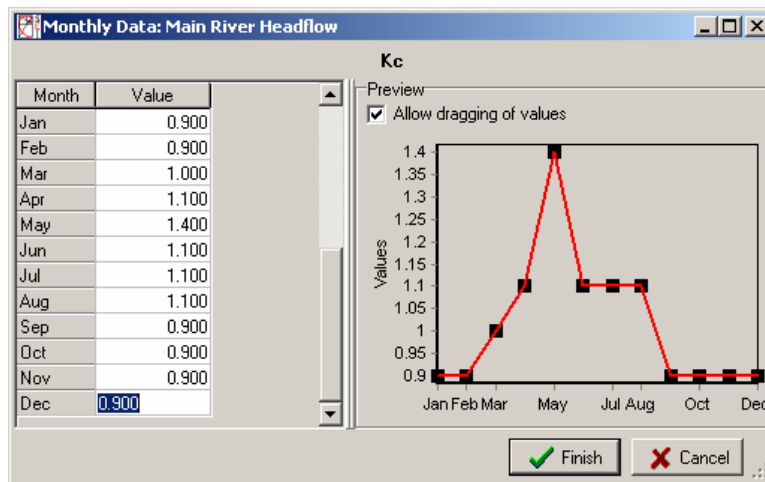 Monthly Data: Main River Headflow
Kc
Month Value
Jan 0.900
Feb 0.900
Mar 1.000
Apr 1.100
May 1.400
Jun 1.100
Jul 1.100
Aug 1.100
Sep 0.900
Oct 0.900
Nov 0.900
Dec 0.900
Preview
Allow dragging of values
1.4
1.35
1.3
1.25
1.2
1.15
1.1
1.05
1
0.95
0.9
Values
Jan Feb Mar May Jul Aug Oct Dec
Finish Cancel